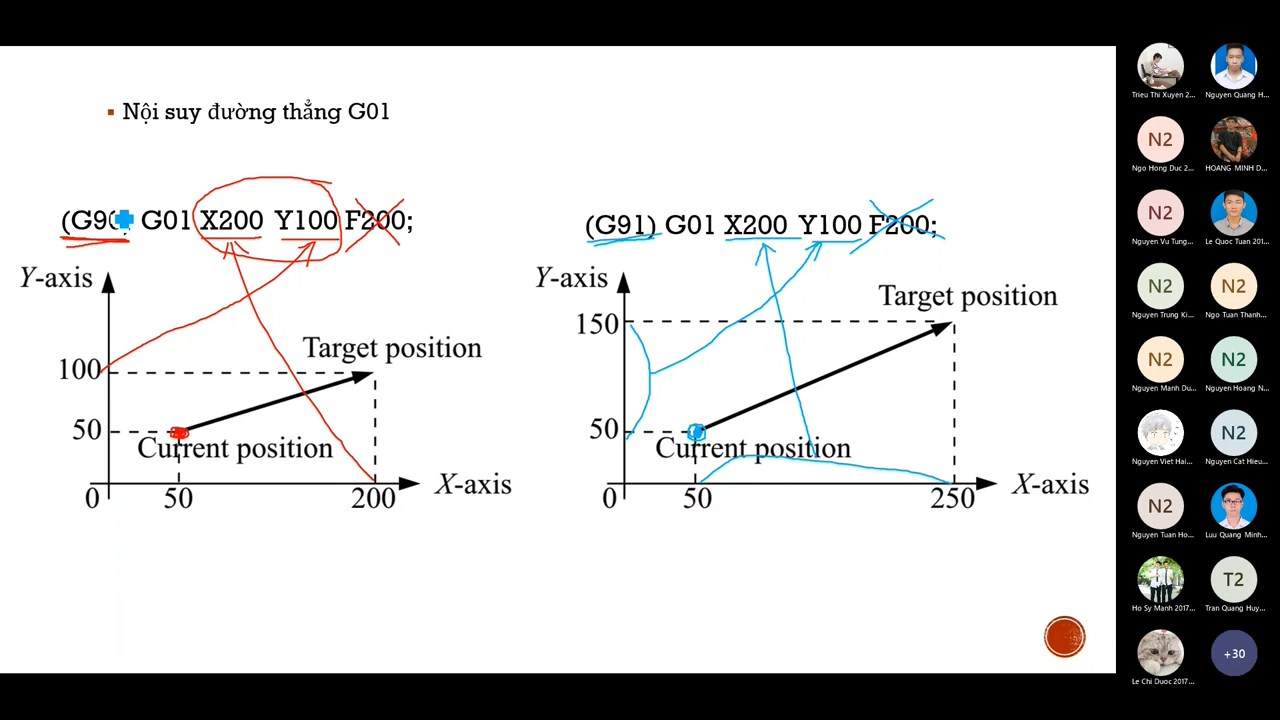 Nội suy đường thẳng G01
(G90) G01 X200 Y100 F200;
Y-axis
100
50
0
50
200
X-axis
Target position
Current position
(G91) G01 X200 Y100 F200;
Y-axis
150
50
0
50
250
X-axis
Target position
Current position
Trieu Thi Xuyen 2...
Nguyen Quang H...
N2
Ngo Hong Duc 2...
HOANG MINH D...
N2
Nguyen Vu Tung...
Le Quoc Tuan 201...
N2
N2
Nguyen Trung Ki...
Ngo Tuan Thanh...
N2
N2
Nguyen Manh Du...
Nguyen Hoang N...
N2
Nguyen Viet Hai...
Nguyen Cat Hieu...
N2
Nguyen Tuan Ho...
Luu Quang Minh...
T2
Ho Sy Manh 2017...
Tran Quang Huy...
+30
Le Chi Duoc 2017...